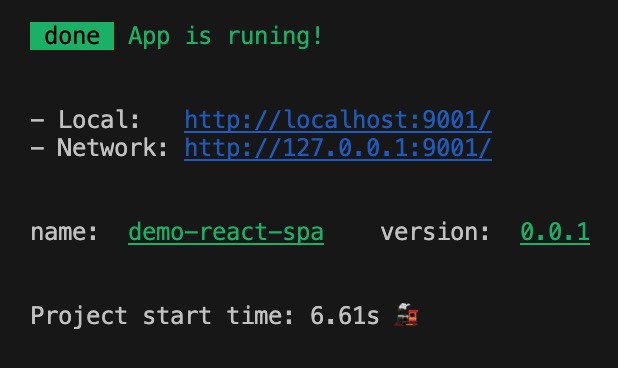 done App is runing!
- Local: http://localhost:9001/
- Network: http://127.0.0.1:9001/
name: demo-react-spa version: 0.0.1
Project start time: 6.61s 🚂